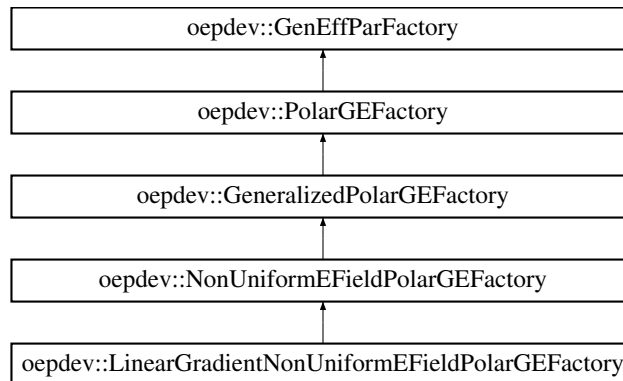 oepdev::GenEffParFactory
oepdev::PolarGEFactory
oepdev::GeneralizedPolarGEFactory
oepdev::NonUniformEFieldPolarGEFactory
oepdev::LinearGradientNonUniformEFieldPolarGEFactory